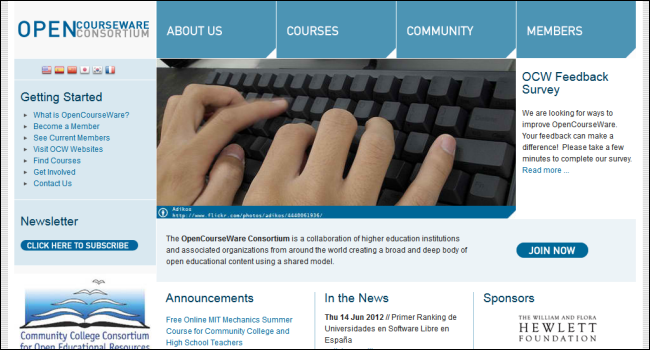 OPENCOURSEWARE
CONSORTIUM
ABOUT US
COURSES
COMMUNITY
MEMBERS
Getting Started
What is OpenCourseWare?
Become a Member
See Current Members
Visit OCW Websites
Find Courses
Get Involved
Contact Us
Newsletter
CLICK HERE TO SUBSCRIBE
Community College Consortium
for Open Educational Resources
Adikos
http://www.flickr.com/photos/adikos/4440061936/
OCW Feedback
Survey
We are looking for ways to
improve OpenCourseWare.
Your feedback can make a
difference! Please take a few
minutes to complete our survey.
Read more ...
The OpenCourseWare Consortium is a collaboration of higher education institutions
and associated organizations from around the world creating a broad and deep body of
open educational content using a shared model.
JOIN NOW
Announcements
Free Online MIT Mechanics Summer
Course for Community College and
High School Teachers
In the News
Thu 14 Jun 2012 // Primer Ranking de
Universidades en Software Libre en
España
Sponsors
THE WILLIAM AND FLORA
HEWLETT
FOUNDATION